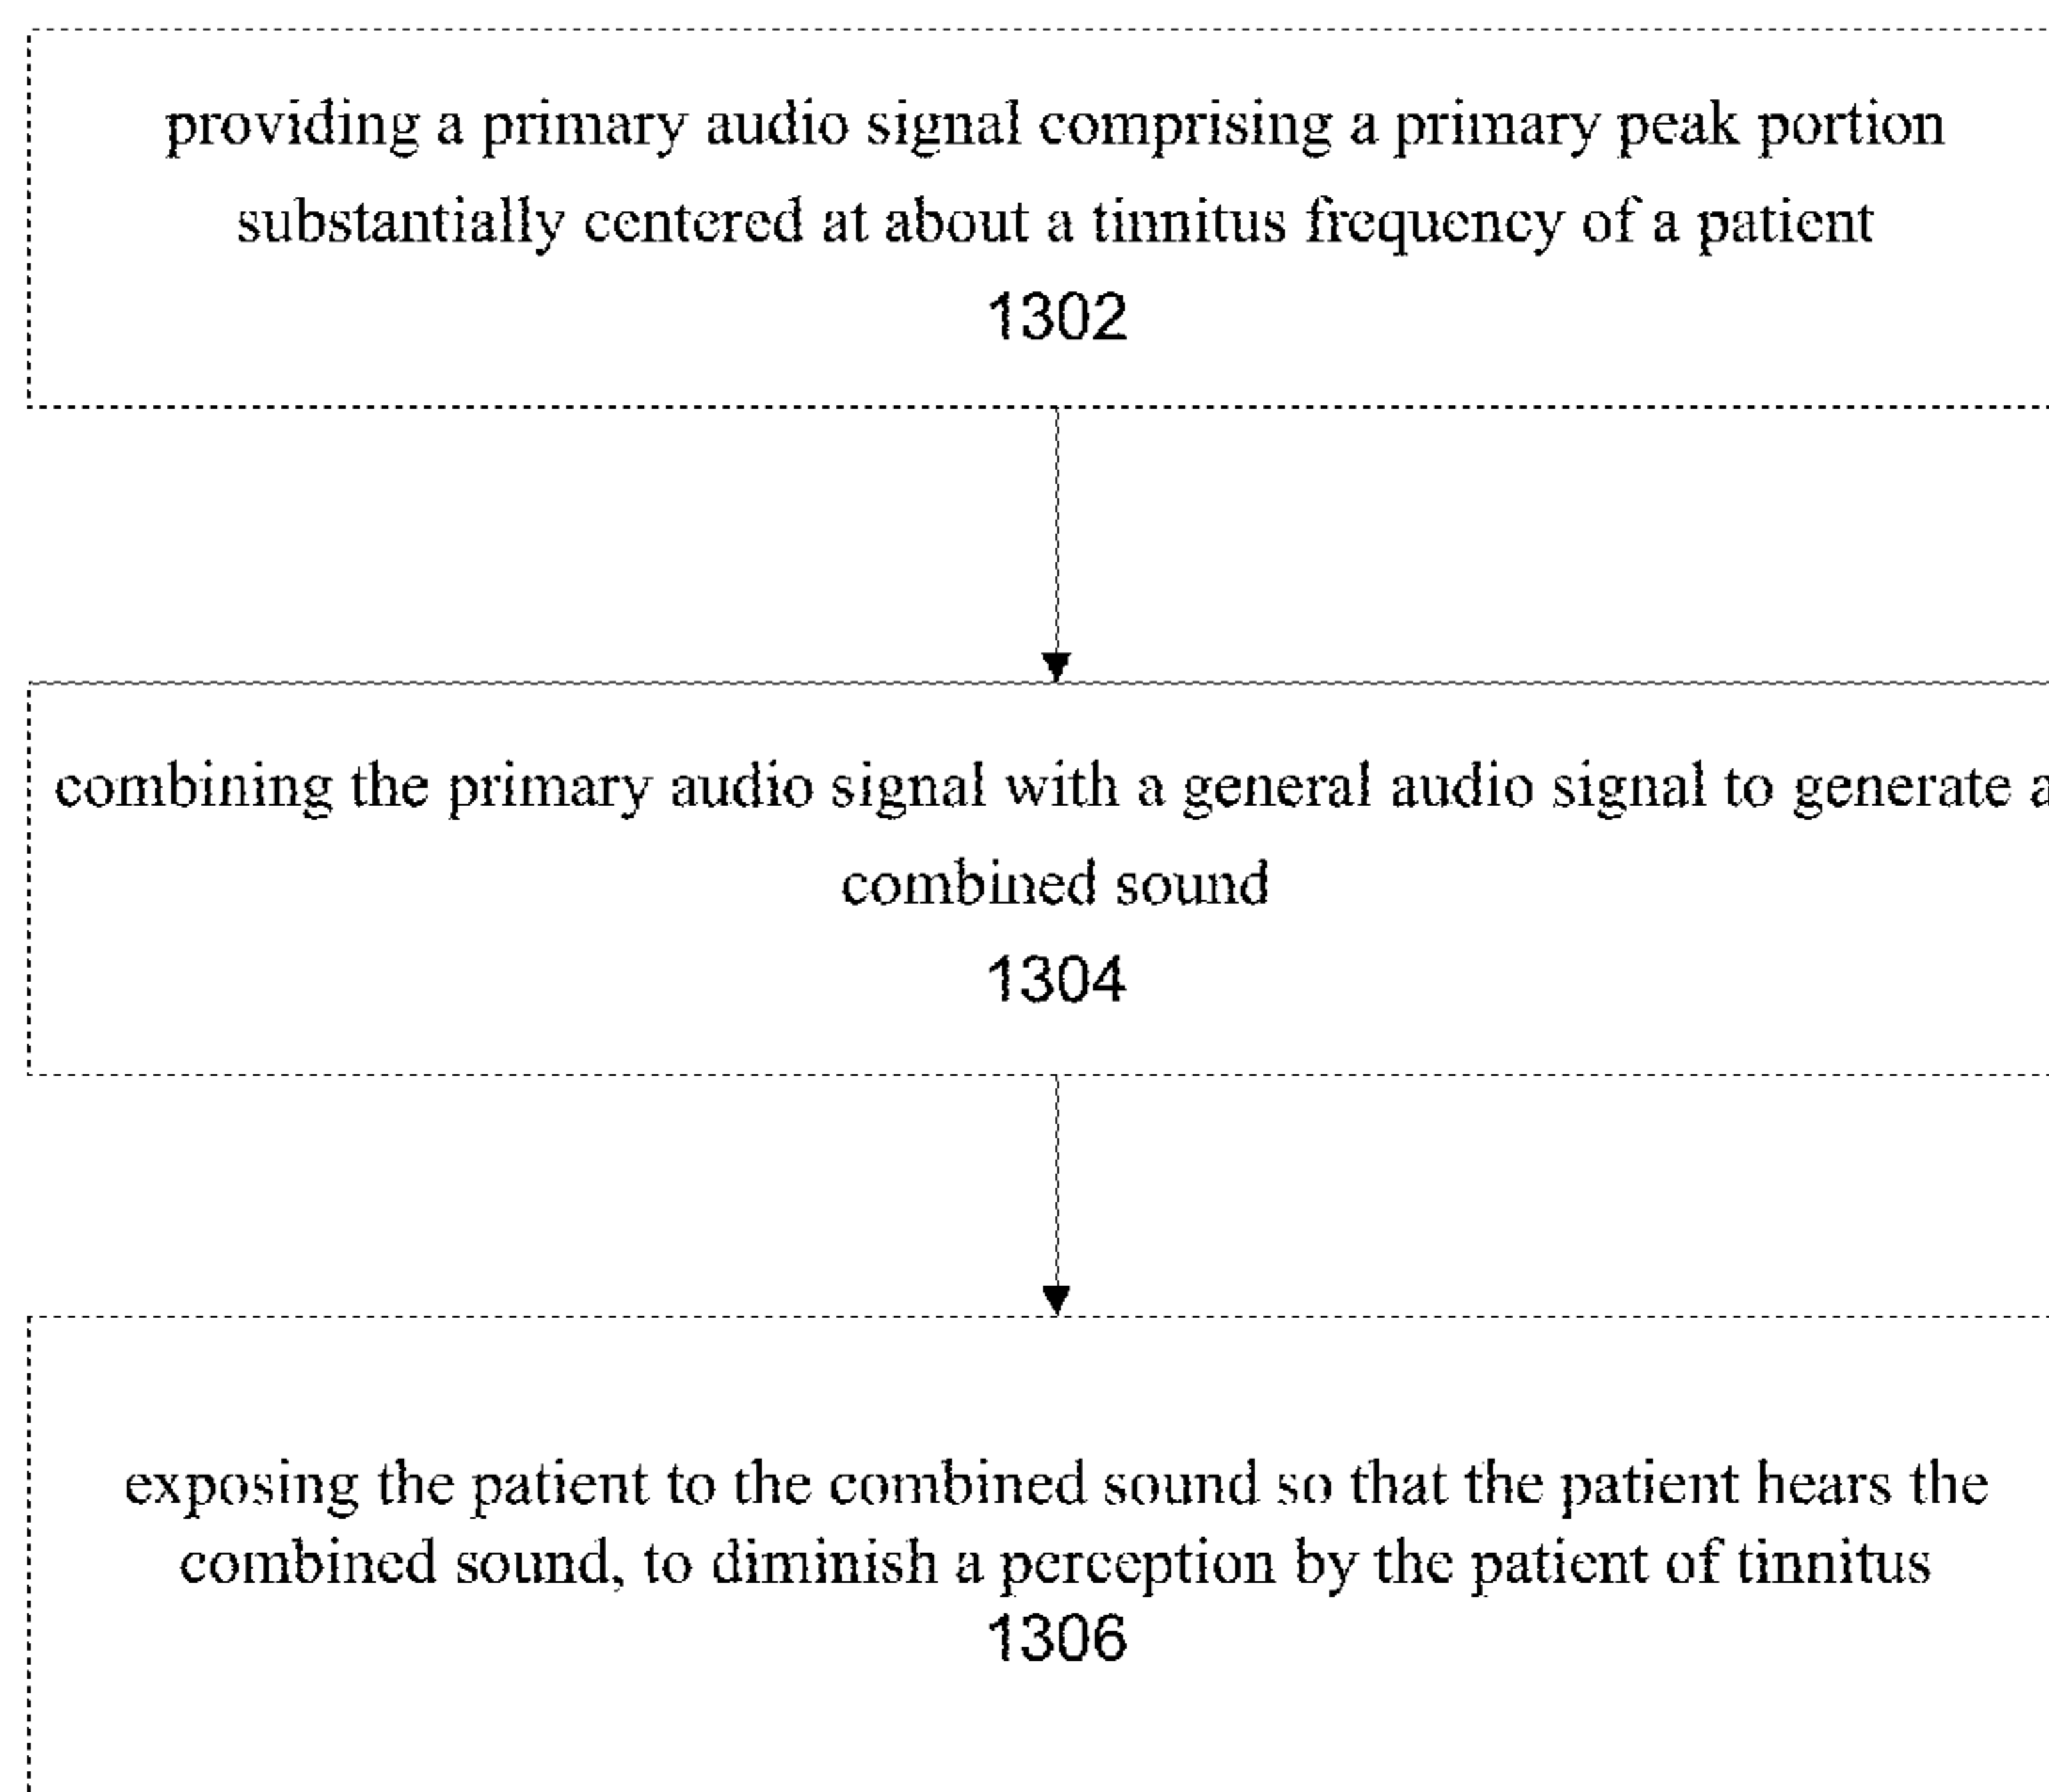 providing a primary audio signal comprising a primary peak portion
substantially centered at about a tinnitus frequency of a patient
1302
combining the primary audio signal with a general audio signal to generate a
combined sound
1304
exposing the patient to the combined sound so that the patient hears the
combined sound, to diminish a perception by the patient of tinnitus
1306